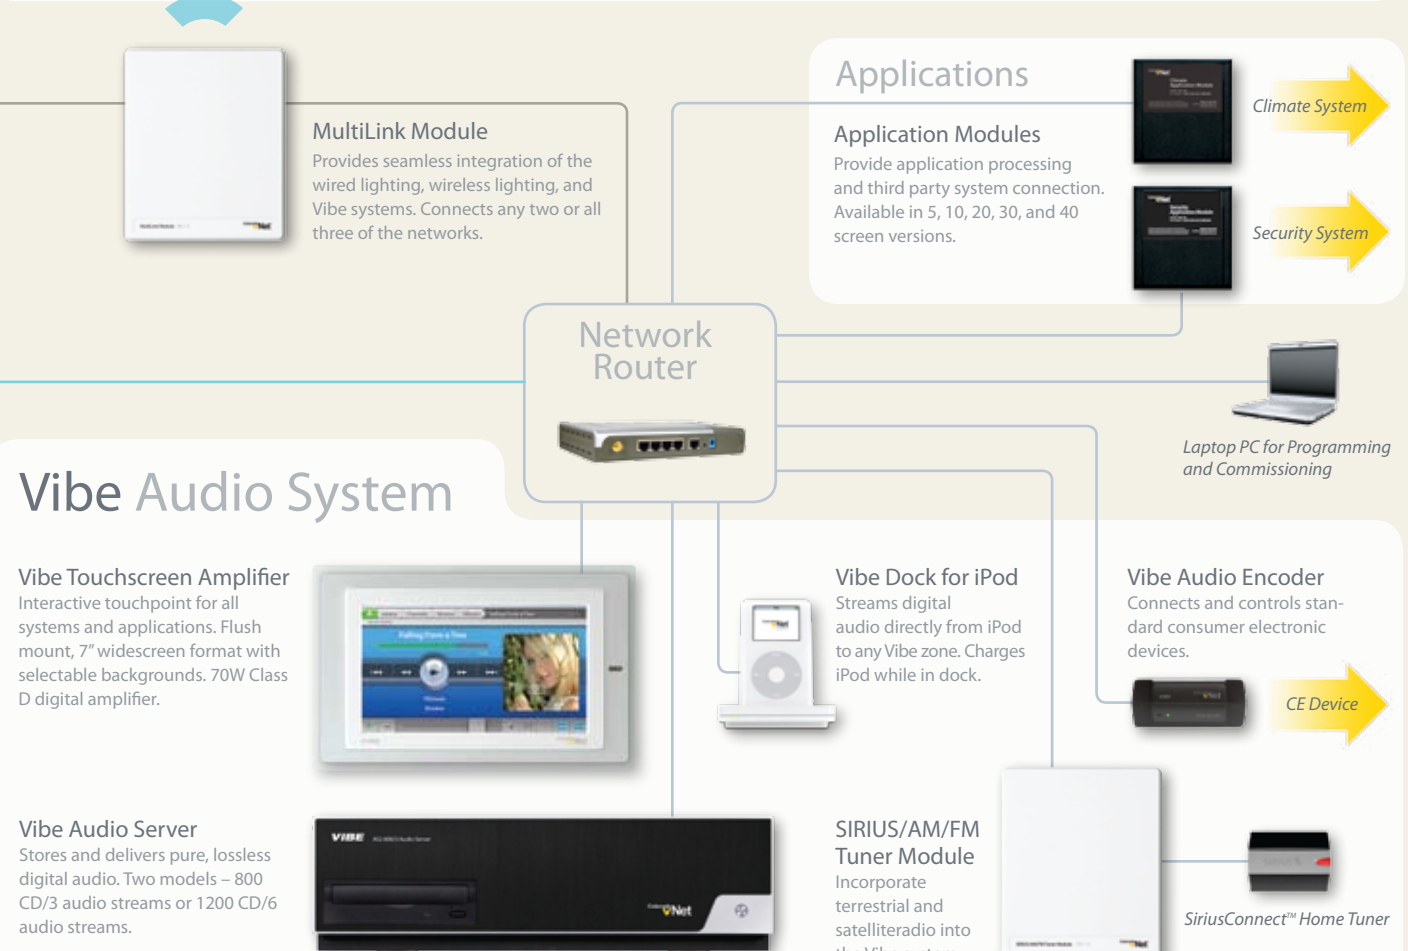 Applications
Climate System
MultiLink Module
Provides seamless integration of the
wired lighting, wireless lighting, and
Vibe systems. Connects any two or all
three of the networks.
Application Modules
Provide application processing
and third party system connection.
Available in 5, 10, 20, 30, and 40
screen versions.
Security System
Network
Router
Laptop PC for Programming
and Commissioning
Vibe Audio System
Vibe Touchscreen Amplifier
Interactive touchpoint for all
systems and applications. Flush
mount, 7” widescreen format with
selectable backgrounds. 70W Class
D digital amplifier.
Vibe Dock for iPod
Streams digital
audio directly from iPod
to any Vibe zone. Charges
iPod while in dock.
Vibe Audio Encoder
Connects and controls stan-
dard consumer electronic
devices.
CE Device
Vibe Audio Server
Stores and delivers pure, lossless
digital audio. Two models – 800
CD/3 audio streams or 1200 CD/6
audio streams.
VIBE
Net
SIRIUS/AM/FM
Tuner Module
Incorporate
terrestrial and
satelliteradio into
SiriusConnect™ Home Tuner